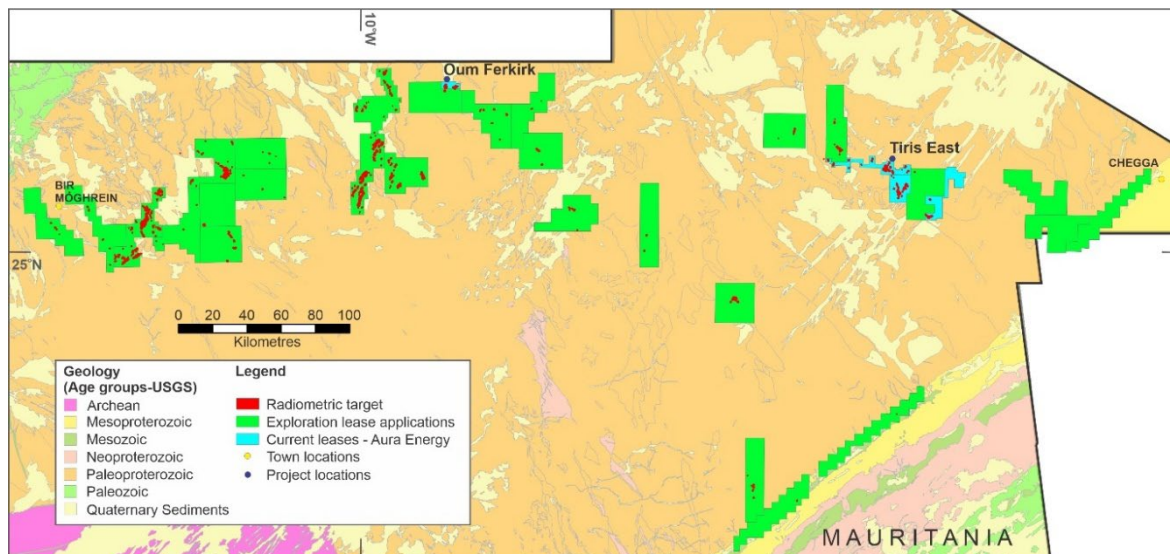 10°W
Oum Ferkirk
Tiris East
CHEGGA
BIR
MOGHREIN
25°N
0 20 40 60 80 100
Kilometres
Geology
(Age groups-USGS)
Archean
Mesoproterozoic
Mesozoic
Neoproterozoic
Paleoproterozoic
Paleozoic
Quaternary Sediments
Legend
Radiometric target
Exploration lease applications
Current leases - Aura Energy
Town locations
Project locations
MAURITANIA